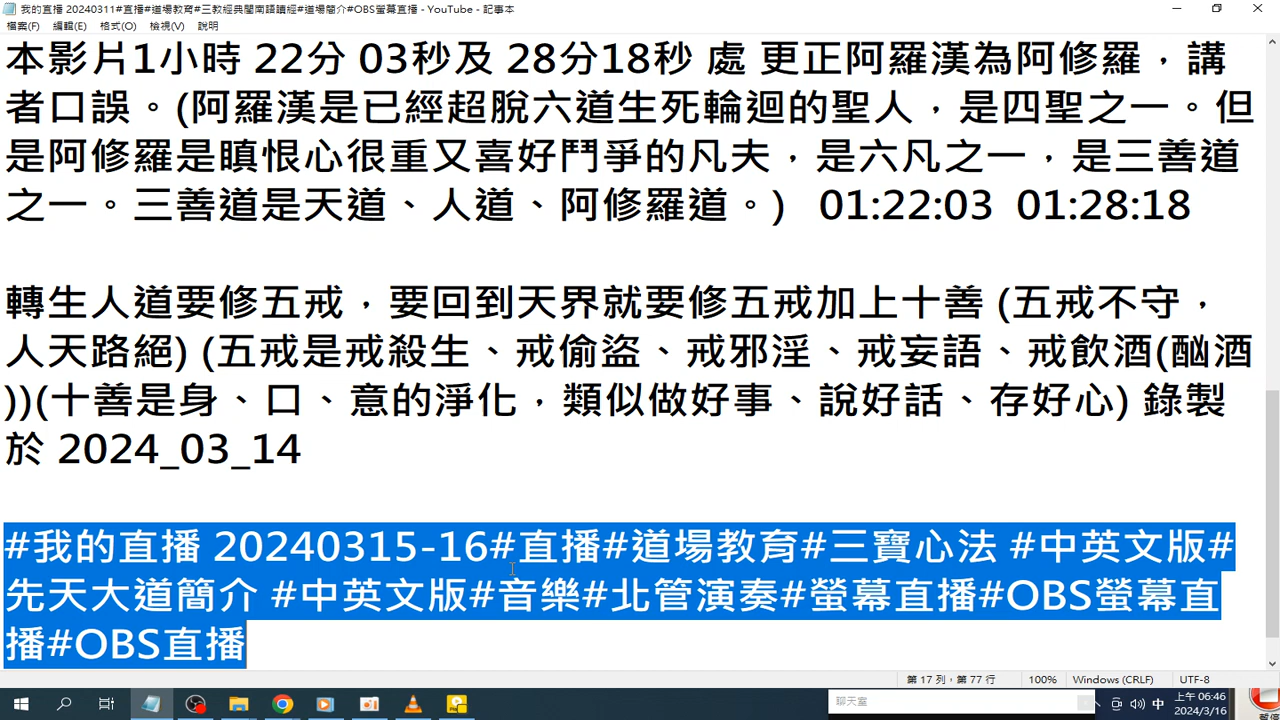 我的直播 20240311#直播#道場教育#三教經典閩南語讀經#道場簡介#OBS螢幕直播 - YouTube - 記事本
檔案(F) 編輯(E) 格式(O) 檢視(V) 說明
本影片1小時 22分 03秒及 28分18秒 處 更正阿羅漢為阿修羅，講
者口誤。(阿羅漢是已經超脫六道生死輪迴的聖人，是四聖之一。但
是阿修羅是瞋恨心很重又喜好鬥爭的凡夫，是六凡之一，是三善道
之一。三善道是天道、人道、阿修羅道。) 01:22:03 01:28:18
轉生人道要修五戒，要回到天界就要修五戒加上十善 (五戒不守，
人天路絕) (五戒是戒殺生、戒偷盜、戒邪淫、戒妄語、戒飲酒(酗酒
))(十善是身、口、意的淨化，類似做好事、說好話、存好心) 錄製
於 2024_03_14
#我的直播 20240315-16#直播#道場教育#三寶心法 #中英文版#
先天大道簡介 #中英文版#音樂#北管演奏#螢幕直播#OBS螢幕直
播#OBS直播
第 17 列，第 77 行 100% Windows (CRLF) UTF-8
聊天室
中
上午 06:46
2024/3/16